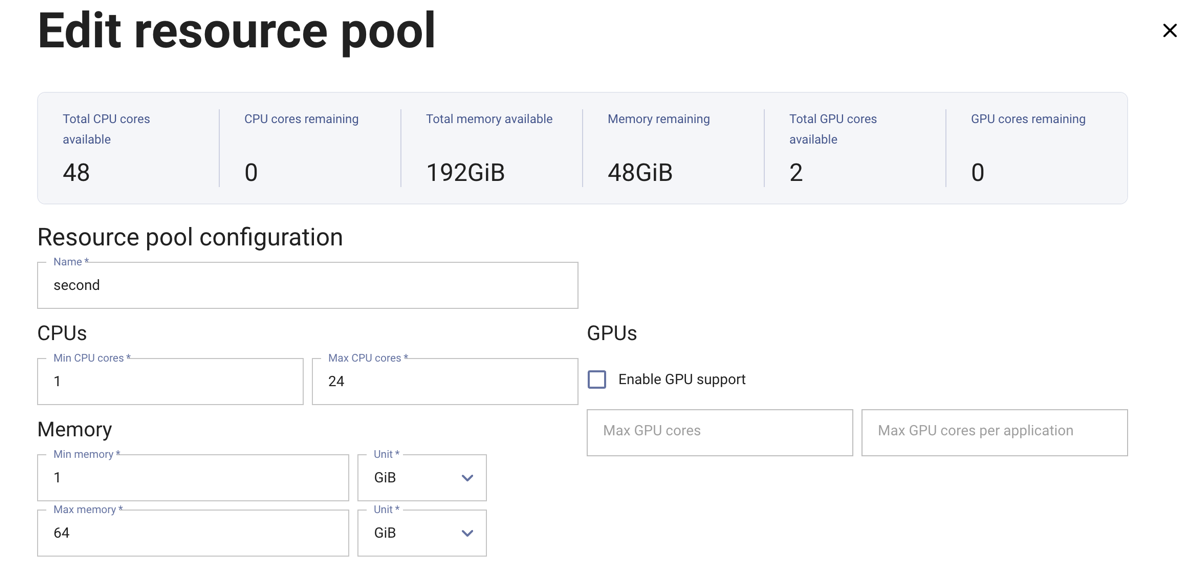 Edit resource pool
Total CPU cores available
48
CPU cores remaining
0
Total memory available
192GiB
Memory remaining
48GiB
Total GPU cores available
2
GPU cores remaining
0
Resource pool configuration
Name *
second
CPUs
Min CPU cores *
1
Max CPU cores *
24
GPUs
Enable GPU support
Max GPU cores
Max GPU cores per application
Memory
Min memory *
1
Unit *
GiB
Max memory *
64
Unit *
GiB